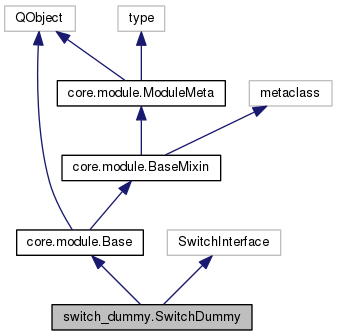 QObject
type
core.module.ModuleMeta
metaclass
core.module.BaseMixin
core.module.Base
SwitchInterface
switch_dummy.SwitchDummy